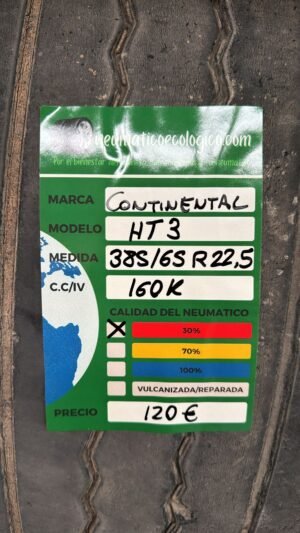 neumaticoecologico.com
MARCA CONTINENTAL
MODELO HT3
MEDIDA 385/65 R 22,5
C.C/IV 160K
CALIDAD DEL NEUMATICO
X 30%
70%
100%
VULCANIZADA/REPARADA
PRECIO 120 €